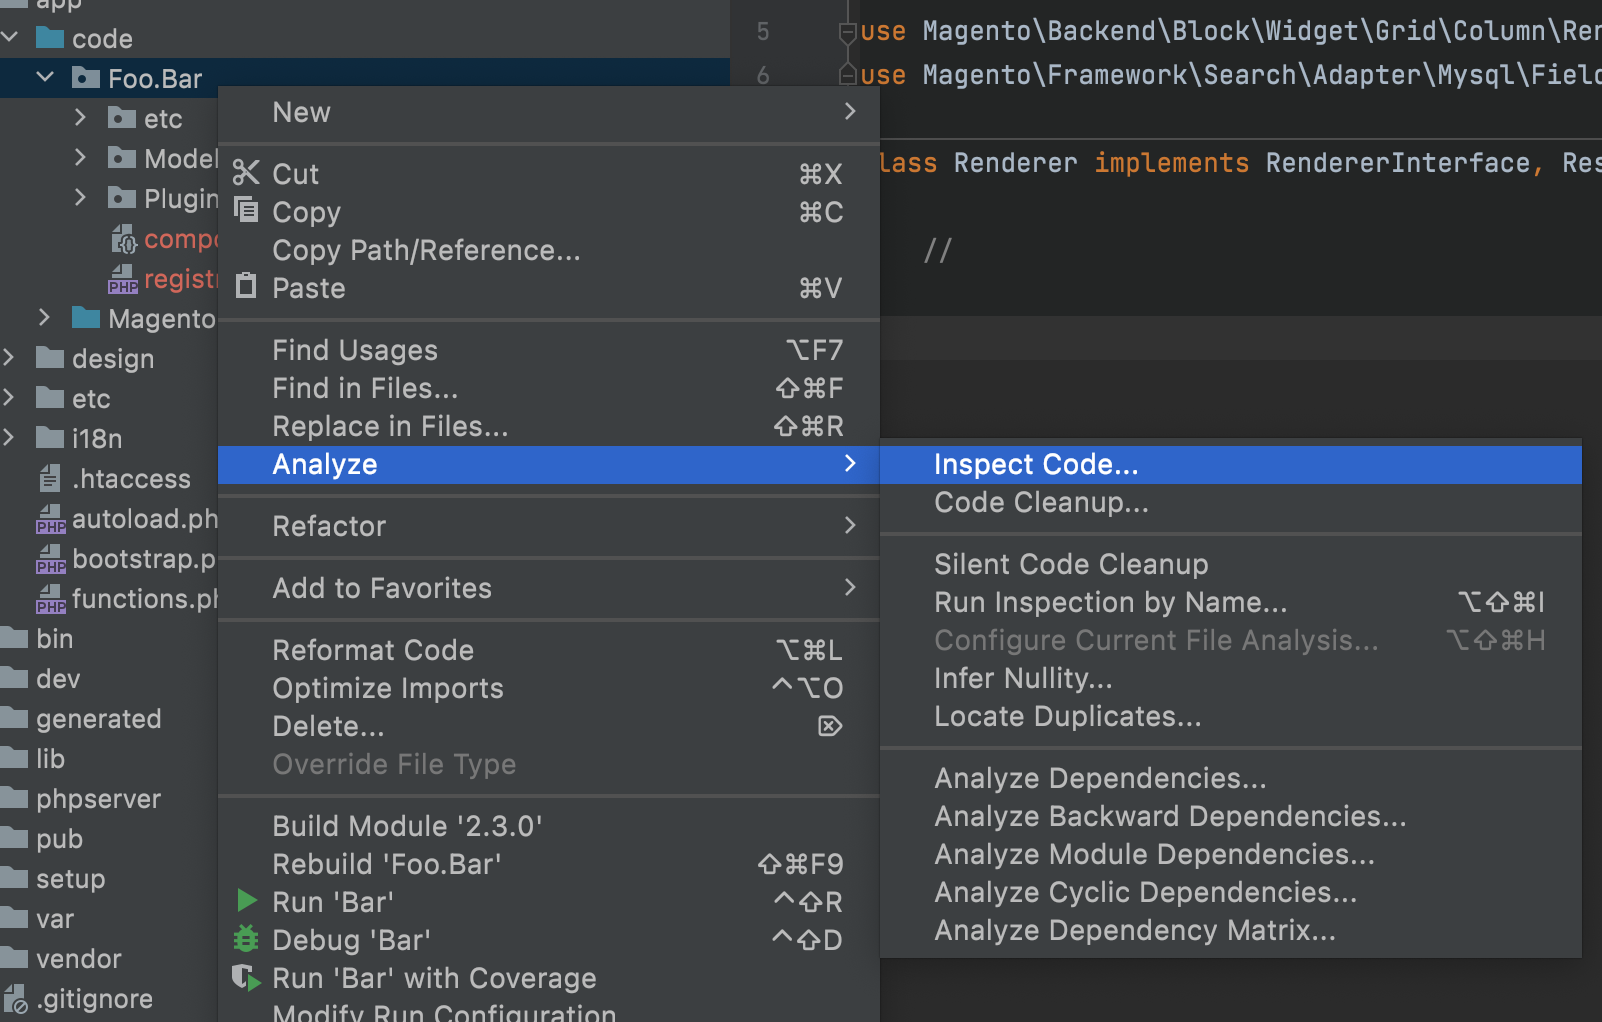 app
code
Foo.Bar
etc
Model
Plugin
compo
registr
Magento
design
etc
i18n
.htaccess
autoload.ph
bootstrap.p
functions.ph
bin
dev
generated
lib
phpserver
pub
setup
var
vendor
.gitignore
5 use Magento\Backend\Block\Widget\Grid\Column\Ren
6 use Magento\Framework\Search\Adapter\Mysql\Field
lass Renderer implements RendererInterface, Res
//
New
Cut ⌘X
Copy ⌘C
Copy Path/Reference...
Paste ⌘V
Find Usages ⌥F7
Find in Files... ⇧⌘F
Replace in Files... ⇧⌘R
Analyze
Refactor
Add to Favorites
Reformat Code ⌥⌘L
Optimize Imports ^⌥O
Delete... ⌦
Override File Type
Build Module '2.3.0'
Rebuild 'Foo.Bar' ⇧⌘F9
Run 'Bar' ^⇧R
Debug 'Bar' ^⇧D
Run 'Bar' with Coverage
Modify Run Configuration
Inspect Code...
Code Cleanup...
Silent Code Cleanup
Run Inspection by Name... ⌥⇧⌘I
Configure Current File Analysis... ⌥⇧⌘H
Infer Nullity...
Locate Duplicates...
Analyze Dependencies...
Analyze Backward Dependencies...
Analyze Module Dependencies...
Analyze Cyclic Dependencies...
Analyze Dependency Matrix...